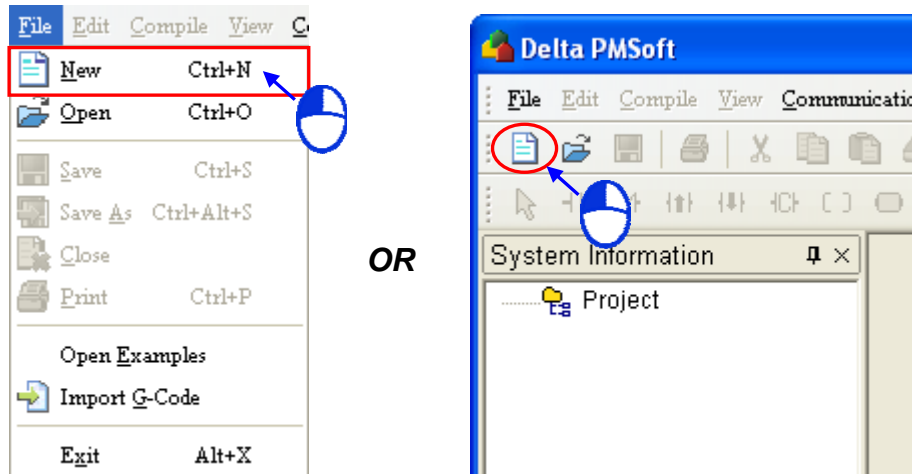 File Edit Compile View
New Ctrl+N
Open Ctrl+O
Save Ctrl+S
Save As Ctrl+Alt+S
Close
Print Ctrl+P
Open Examples
Import G-Code
Exit Alt+X
OR
Delta PMSoft
File Edit Compile View
System Information
Project